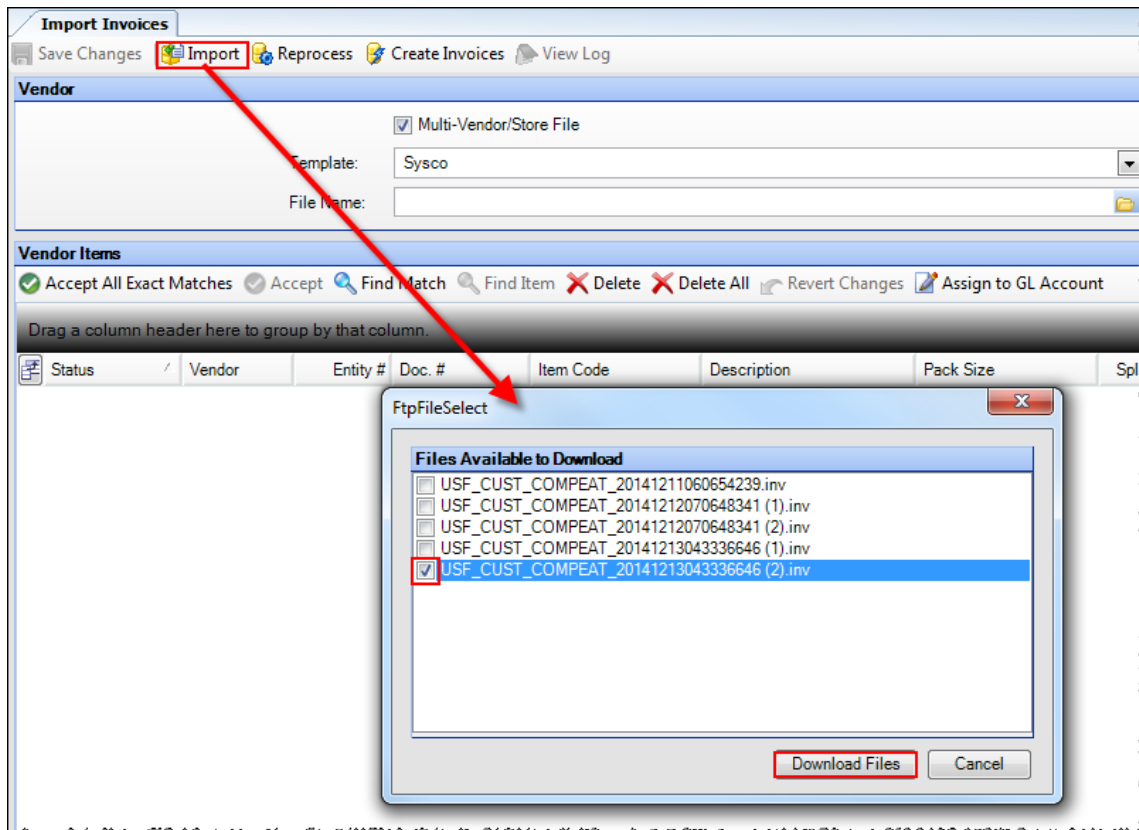 Import Invoices
Save Changes Import Reprocess Create Invoices View Log
Vendor
Multi-Vendor/Store File
Template: Sysco
File Name:
Vendor Items
Accept All Exact Matches Accept Find Match Find Item Delete Delete All Revert Changes Assign to GL Account
Drag a column header here to group by that column.
Status Vendor Entity # Doc. # Item Code Description Pack Size Spl
FtpFileSelect
Files Available to Download
USF_CUST_COMPEAT_20141211060654239.inv
USF_CUST_COMPEAT_20141212070648341 (1).inv
USF_CUST_COMPEAT_20141212070648341 (2).inv
USF_CUST_COMPEAT_20141213043336646 (1).inv
USF_CUST_COMPEAT_20141213043336646 (2).inv
Download Files Cancel